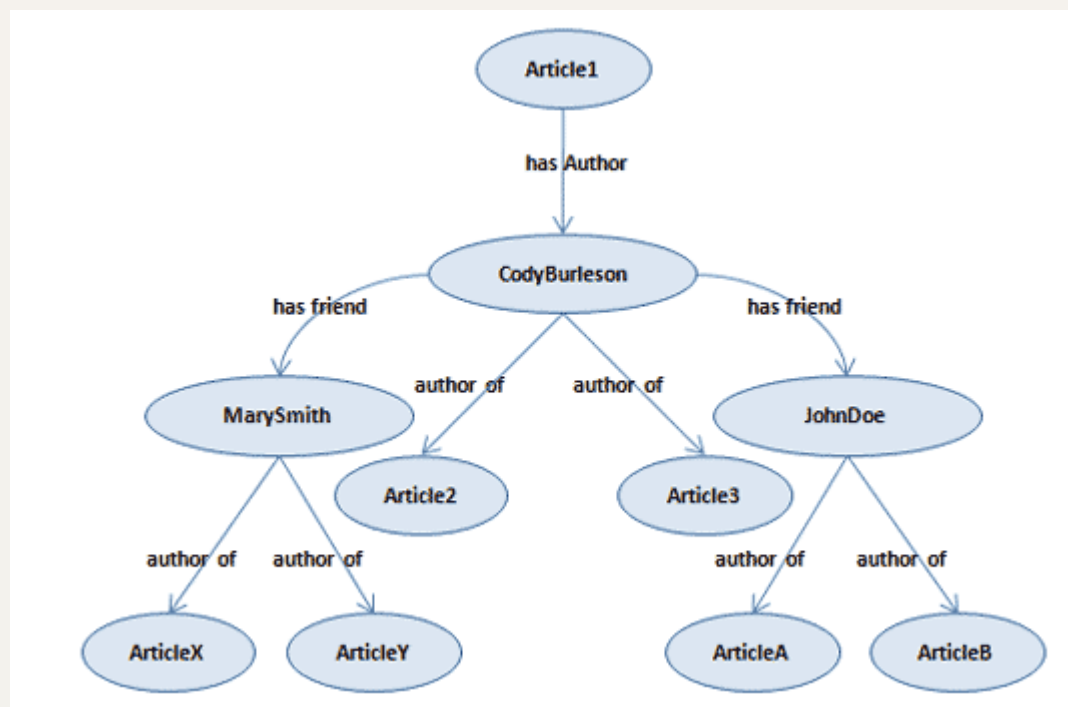 Article1
has Author
CodyBurleson
has friend
has friend
author of
author of
MarySmith
JohnDoe
Article2
Article3
author of
author of
author of
author of
ArticleX
ArticleY
ArticleA
ArticleB